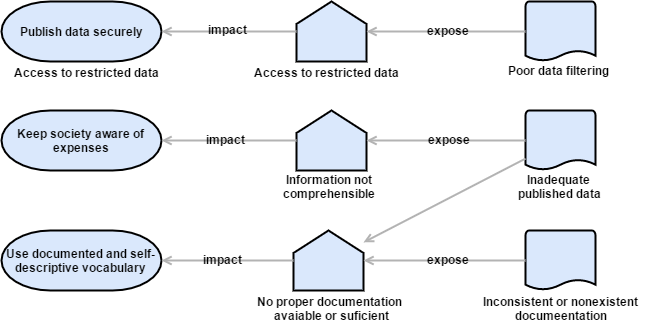 Publish data securely
impact
expose
Access to restricted data
Access to restricted data
Poor data filtering
Keep society aware of
expenses
impact
expose
Information not
comprehensible
Inadequate
published data
Use documented and self-
descriptive vocabulary
impact
expose
No proper documentation
avaiable or suficient
Inconsistent or nonexistent
documeentation